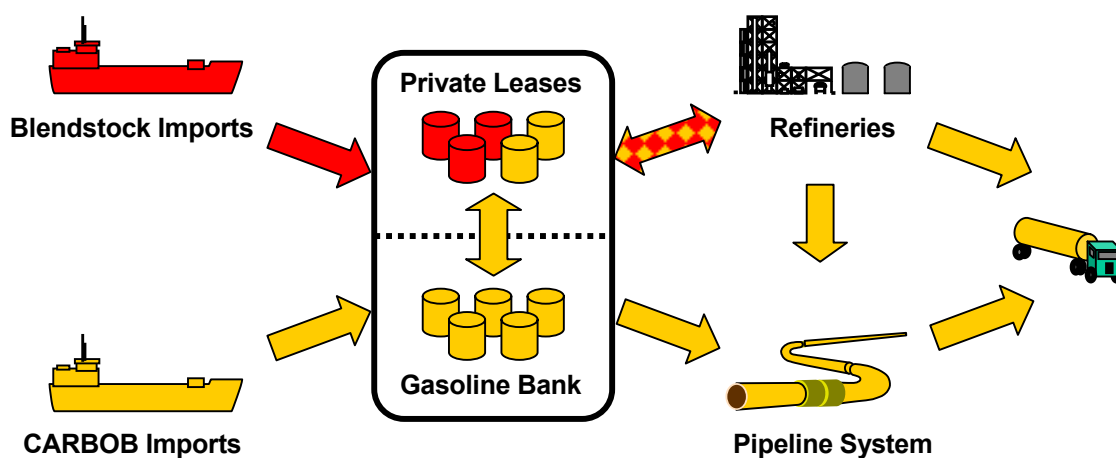 Private Leases
Blendstock Imports
Refineries
Gasoline Bank
CARBOB Imports
Pipeline System